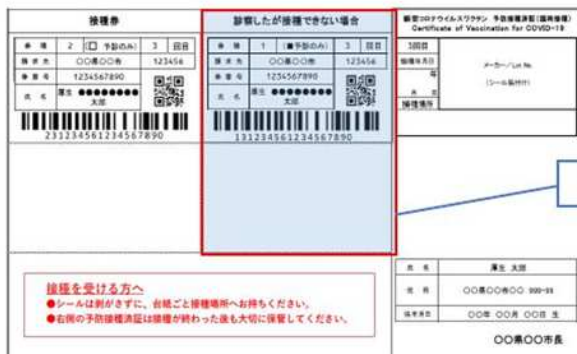 接種券
券種 2 (□ 予診のみ) 3 回目
請求先 〇〇県〇〇市 123456
券番号 1234567890
氏名 厚生 ●●●●●●●● 太郎
231234561234567890
診察したが接種できない場合
券種 1 (■予診のみ) 3 回目
請求先 〇〇県〇〇市 123456
券番号 1234567890
氏名 厚生 ●●●●●●●● 太郎
131234561234567890
新型コロナウイルスワクチン 予防接種済証(臨時接種)
Certificate of Vaccination for COVID-19
3回目
接種年月日
メーカー/Lot No.
年
(シール貼付け)
月 日
接種場所
接種を受ける方へ
●シールは剥がさずに、台紙ごと接種場所へお持ちください。
●右側の予防接種済証は接種が終わった後も大切に保管してください。
氏名 厚生 太郎
住所 〇〇県〇〇市〇〇 999-99
生年月日 〇〇年 〇〇月 〇〇日 生
〇〇県〇〇市長